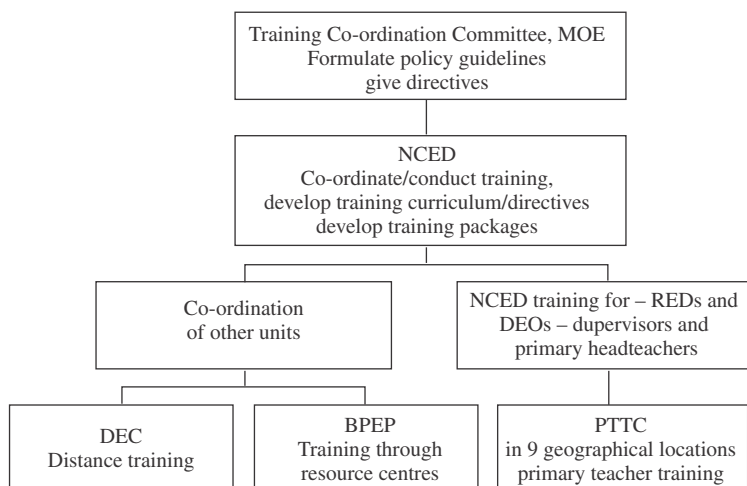 Training Co-ordination Committee, MOE
Formulate policy guidelines
give directives
NCED
Co-ordinate/conduct training,
develop training curriculum/directives
develop training packages
Co-ordination
of other units
NCED training for – REDs and
DEOs – dupervisors and
primary headteachers
DEC
Distance training
BPEP
Training through
resource centres
PTTC
in 9 geographical locations
primary teacher training